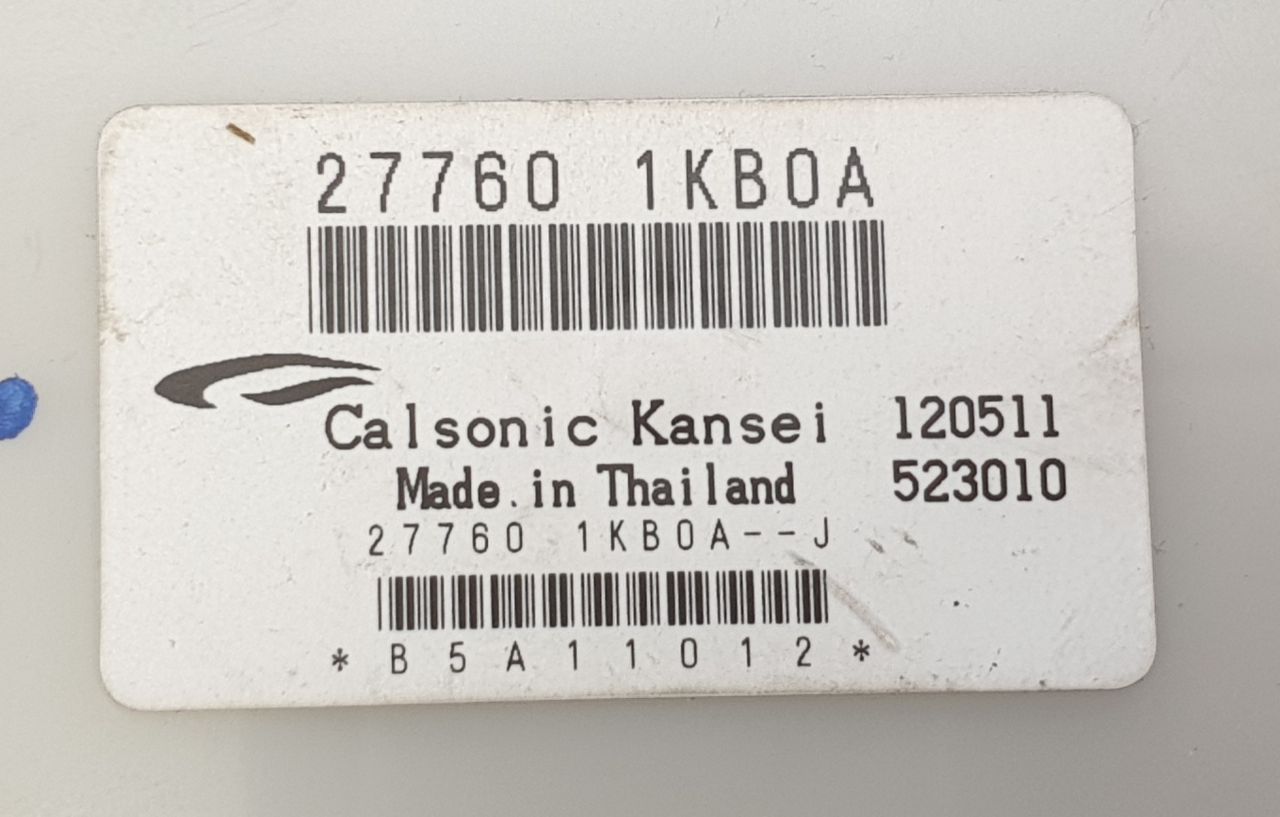 27760 1KB0A
Calsonic Kansei 120511
Made.in Thailand 523010
27760 1KB0A--J
*B5A11012*